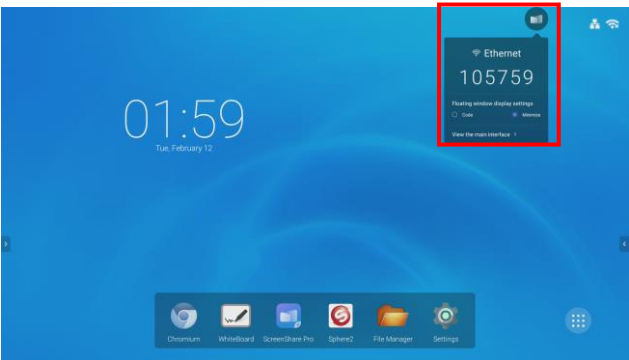 Ethernet
105759
Floating window display settings
Code
Minimize
View the main interface
01:59
Tue, February 12
Chromium
WhiteBoard
ScreenShare Pro
Sphere2
File Manager
Settings